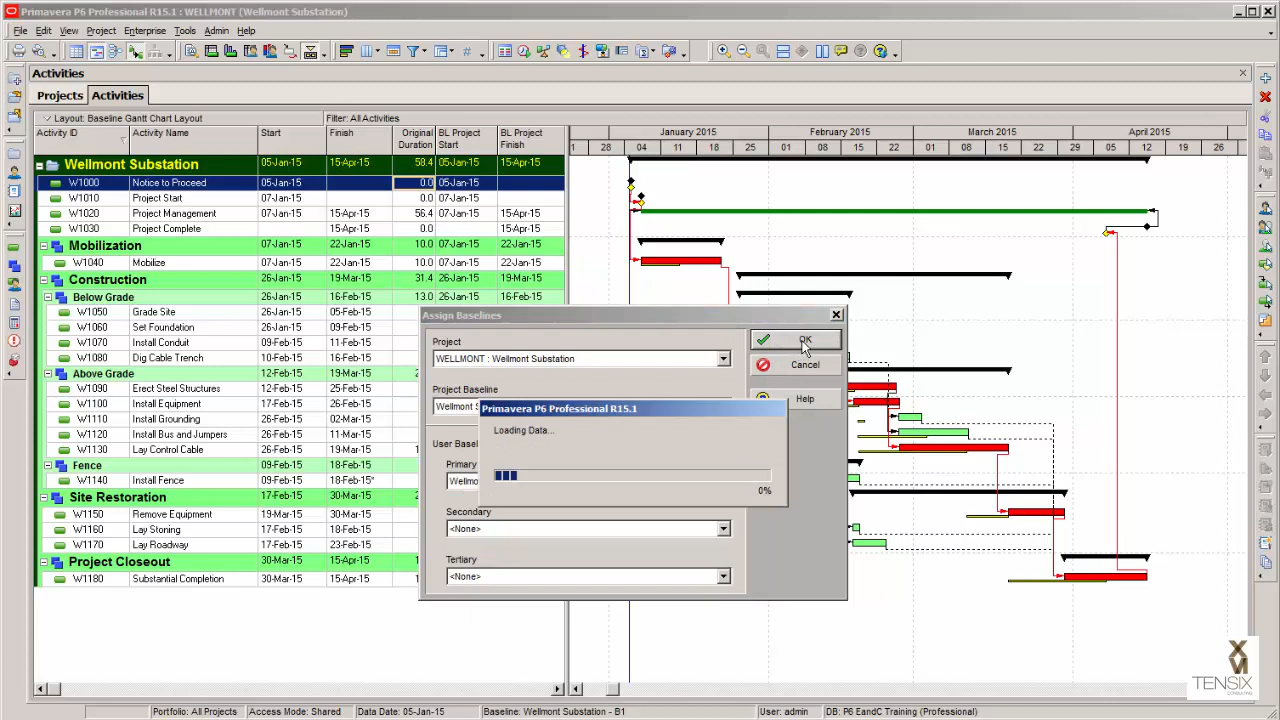 Primavera P6 Professional R15.1 : WELLMONT (Wellmont Substation)
File Edit View Project Enterprise Tools Admin Help
Activities
Projects Activities
Layout: Baseline Gantt Chart Layout Filter: All Activities
Activity ID Activity Name Start Finish Original Duration BL Project Start BL Project Finish
January 2015 February 2015 March 2015 April 2015
1 28 04 11 18 25 01 08 15 22 01 08 15 22 29 05 12 19 26
Wellmont Substation 05-Jan-15 15-Apr-15 58.4 05-Jan-15 15-Apr-15
W1000 Notice to Proceed 05-Jan-15 0.0 05-Jan-15
W1010 Project Start 07-Jan-15 0.0 07-Jan-15
W1020 Project Management 07-Jan-15 15-Apr-15 56.4 07-Jan-15 15-Apr-15
W1030 Project Complete 15-Apr-15 0.0 15-Apr-15
Mobilization 07-Jan-15 22-Jan-15 10.0 07-Jan-15 22-Jan-15
W1040 Mobilize 07-Jan-15 22-Jan-15 10.0 07-Jan-15 22-Jan-15
Construction 26-Jan-15 19-Mar-15 31.4 26-Jan-15 19-Mar-15
Below Grade 26-Jan-15 16-Feb-15 13.0 26-Jan-15 16-Feb-15
W1050 Grade Site 26-Jan-15 02-Feb-15
W1060 Set Foundation 26-Jan-15 09-Feb-15
W1070 Install Conduit 09-Feb-15 11-Feb-15
W1080 Dig Cable Trench 10-Feb-15 16-Feb-15
Above Grade 12-Feb-15 19-Mar-15
W1090 Erect Steel Structures 12-Feb-15 25-Feb-15
W1100 Install Equipment 17-Feb-15 26-Feb-15
W1110 Install Grounding 26-Feb-15 04-Mar-15
W1120 Install Bus and Jumpers 26-Feb-15 11-Mar-15
W1130 Lay Control Cable 26-Feb-15 19-Mar-15
Fence 09-Feb-15 18-Feb-15
W1140 Install Fence 09-Feb-15 18-Feb-15*
Site Restoration 17-Feb-15 30-Mar-15
W1150 Remove Equipment 19-Mar-15 30-Mar-15
W1160 Lay Stoning 17-Feb-15 18-Feb-15
W1170 Lay Roadway 17-Feb-15 23-Feb-15
Project Closeout 30-Mar-15 15-Apr-15
W1180 Substantial Completion 30-Mar-15 15-Apr-15
Assign Baselines
Project
WELLMONT : Wellmont Substation
OK
Cancel
Help
Project Baseline
Wellmont
Primavera P6 Professional R15.1
Loading Data...
0%
User Basel
Primary
Wellmo
Secondary
<None>
Tertiary
<None>
TENSIX
CONSULTING
Portfolio: All Projects Access Mode: Shared Data Date: 05-Jan-15 Baseline: Wellmont Substation - B1 User: admin DB: P6 EandC Training (Professional)